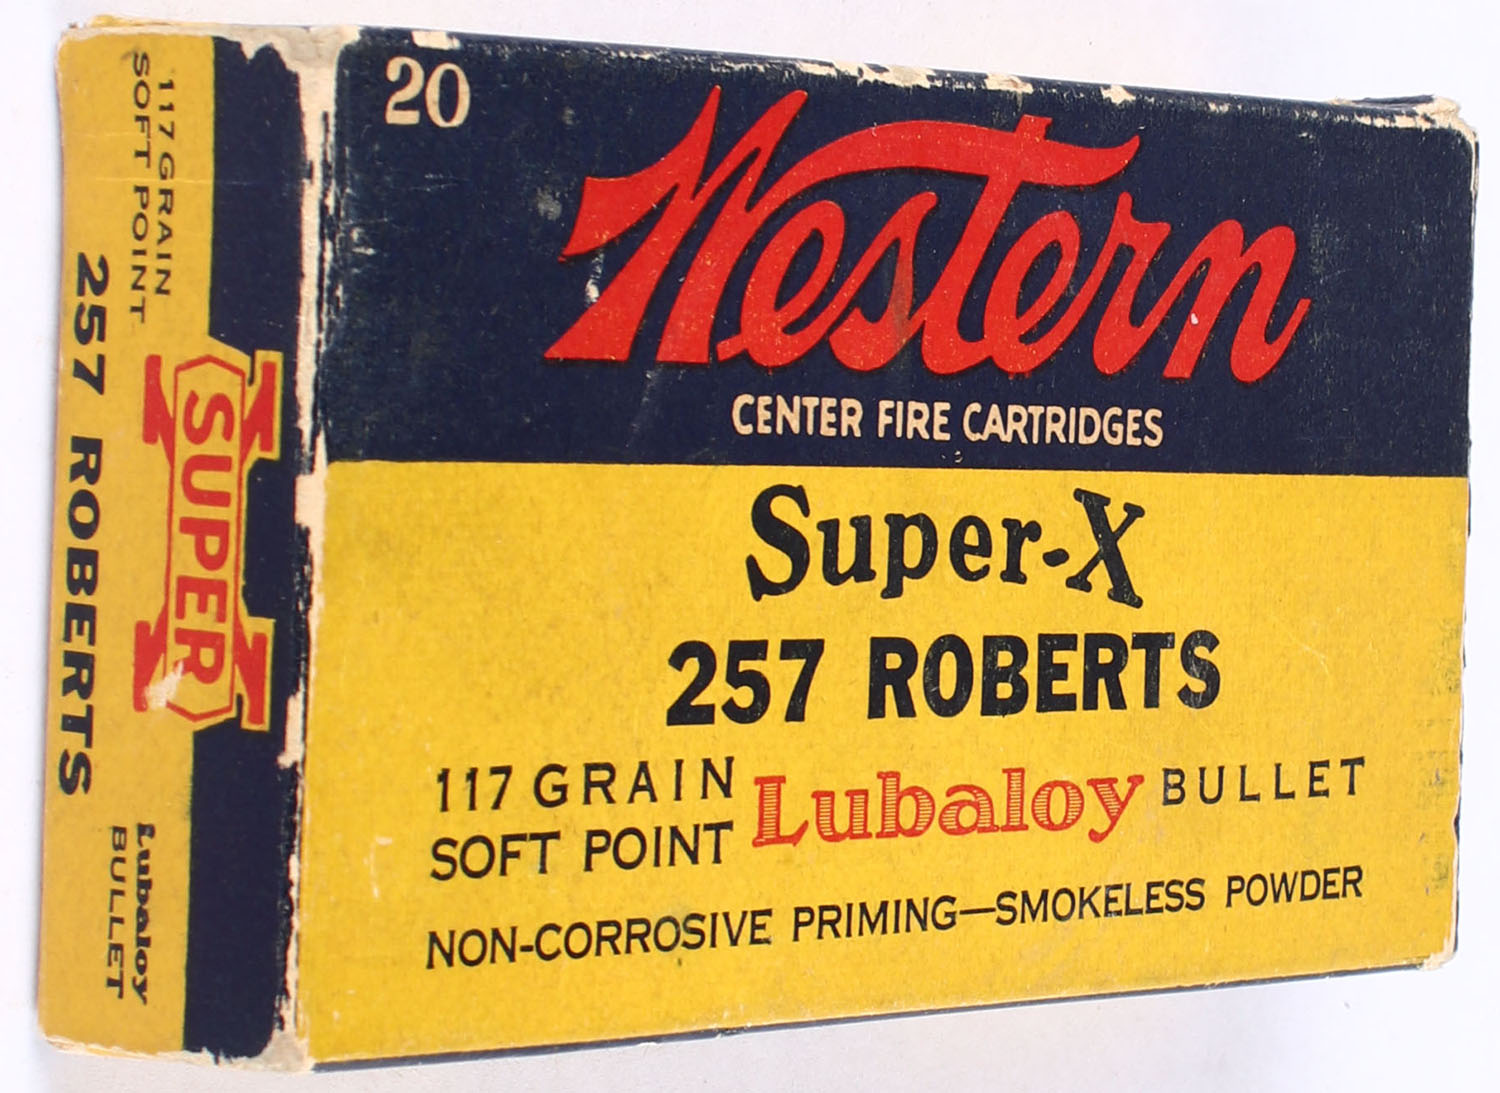 20
Western
CENTER FIRE CARTRIDGES
Super-X
257 ROBERTS
117 GRAIN
SOFT POINT
Lubaloy BULLET
NON-CORROSIVE PRIMING—SMOKELESS POWDER
117 GRAIN
SOFT POINT
SUPER X
257 ROBERTS
Lubaloy
BULLET